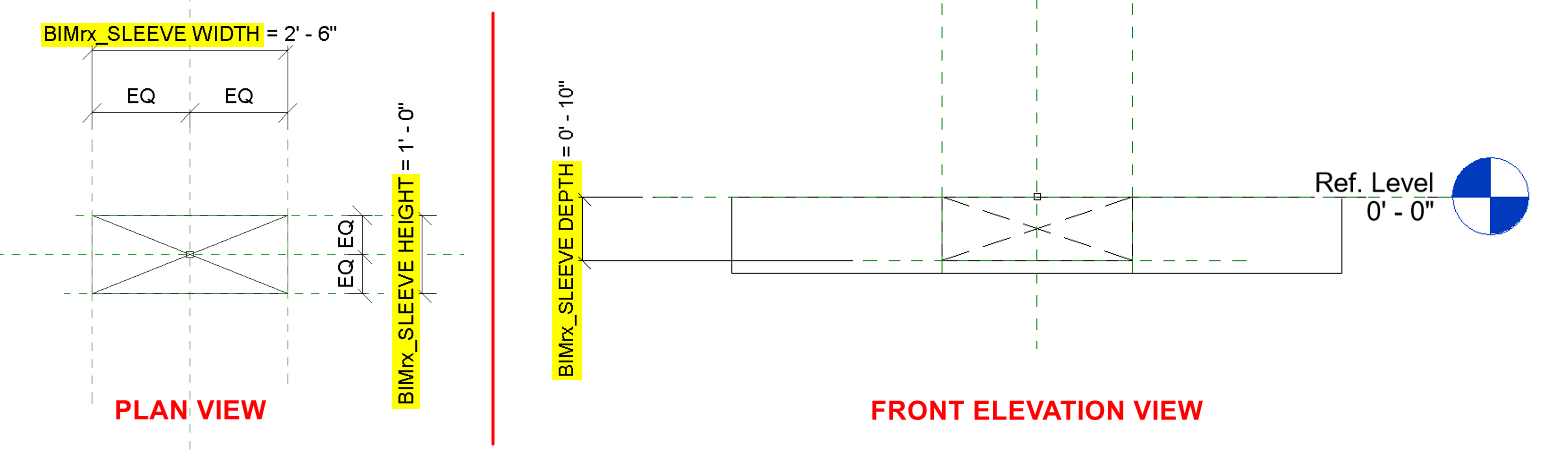 BIMrx_SLEEVE WIDTH = 2' - 6"
EQ EQ
EQ
EQ
BIMrx_SLEEVE HEIGHT = 1' - 0"
PLAN VIEW
BIMrx_SLEEVE DEPTH = 0' - 10"
Ref. Level
0' - 0"
FRONT ELEVATION VIEW